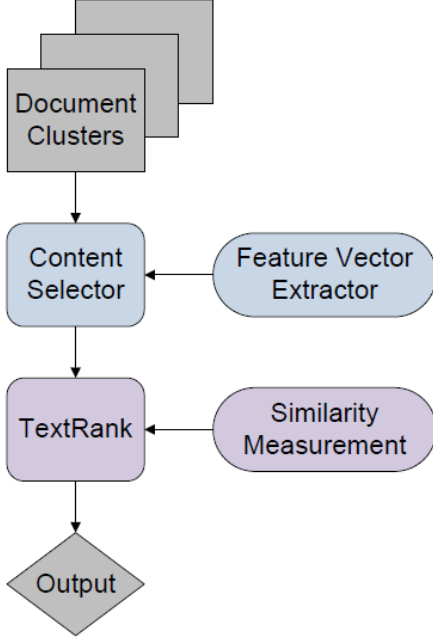 Document
Clusters
Content
Selector
Feature Vector
Extractor
TextRank
Similarity
Measurement
Output